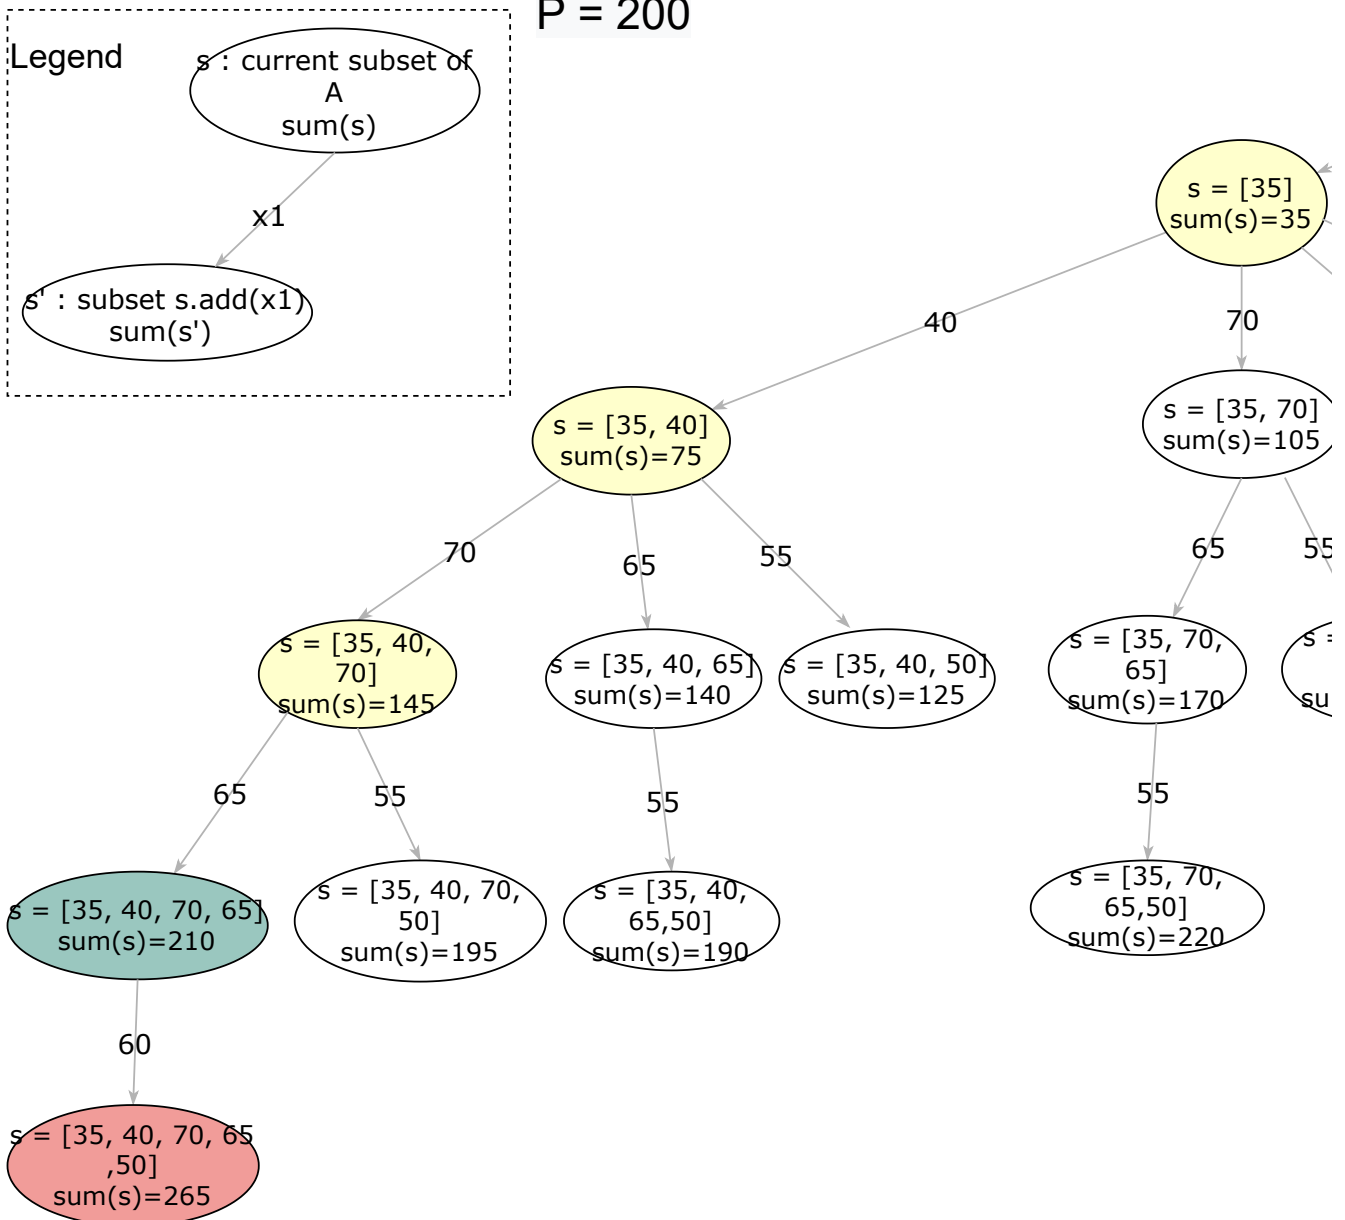 P = 200
Legend
s : current subset of
A
sum(s)
x1
s' : subset s.add(x1)
sum(s')
s = [35]
sum(s)=35
40
70
s = [35, 40]
sum(s)=75
s = [35, 70]
sum(s)=105
70
65
55
65
55
s = [35, 40,
70]
sum(s)=145
s = [35, 40, 65]
sum(s)=140
s = [35, 40, 50]
sum(s)=125
s = [35, 70,
65]
sum(s)=170
s =
su
65
55
55
55
s = [35, 40, 70, 65]
sum(s)=210
s = [35, 40, 70,
50]
sum(s)=195
s = [35, 40,
65,50]
sum(s)=190
s = [35, 70,
65,50]
sum(s)=220
60
s = [35, 40, 70, 65
,50]
sum(s)=265